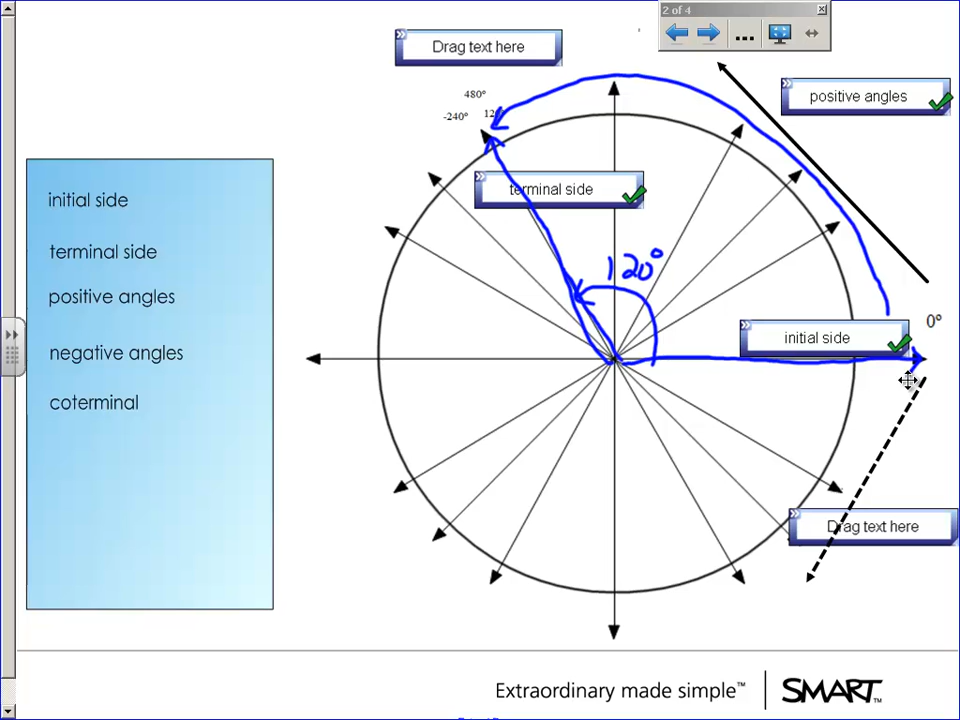 2 of 4
Drag text here
positive angles
480°
-240°
terminal side
120°
0°
initial side
Drag text here
initial side
terminal side
positive angles
negative angles
coterminal
Extraordinary made simple™
SMART™